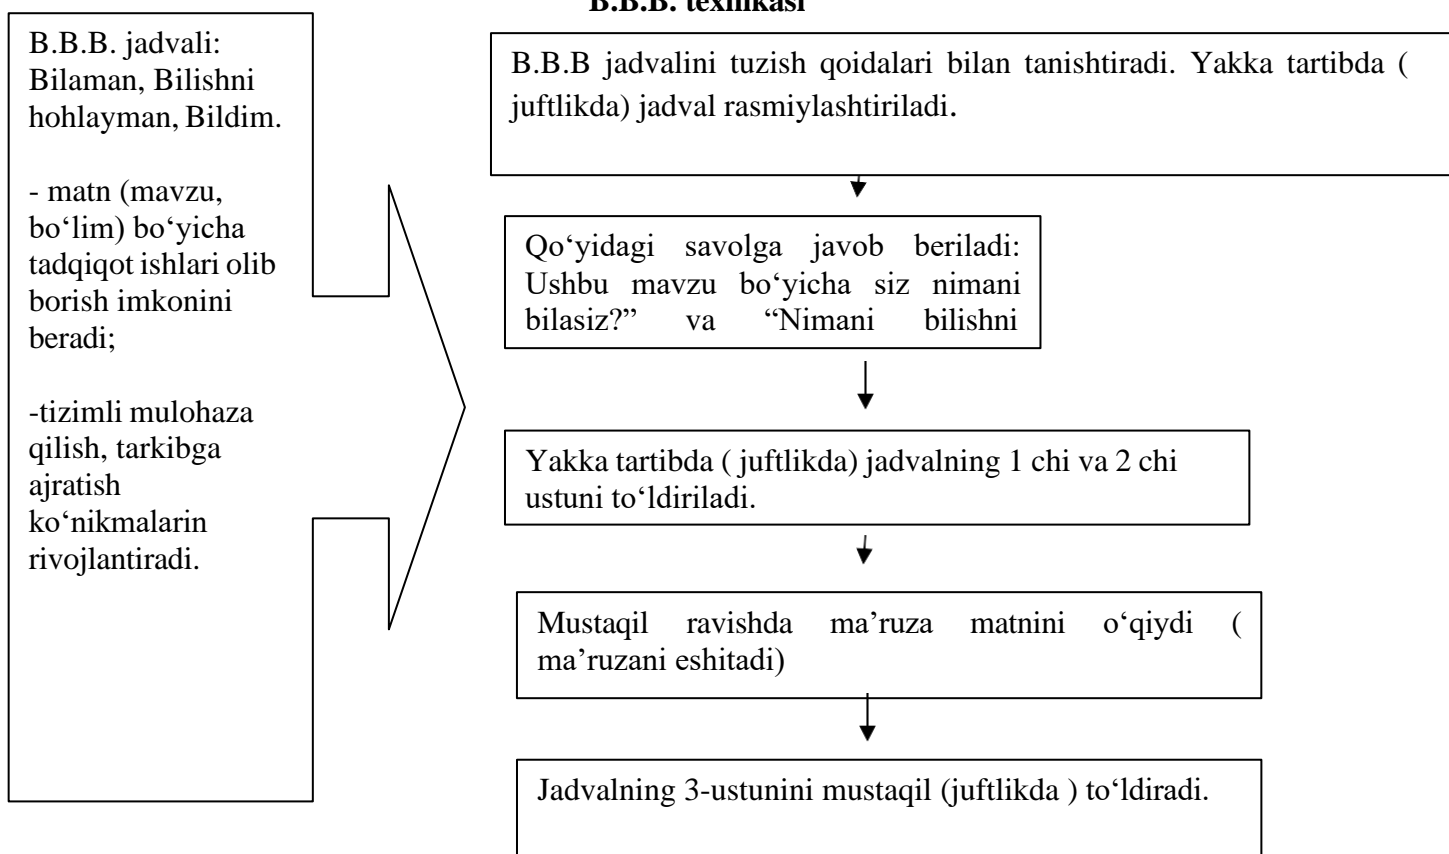 B.B.B. texnikasi
B.B.B. jadvali:
Bilaman, Bilishni
hohlayman, Bildim.
- matn (mavzu,
bo‘lim) bo‘yicha
tadqiqot ishlari olib
borish imkonini
beradi;
-tizimli mulohaza
qilish, tarkibga
ajratish
ko‘nikmalarin
rivojlantiradi.
B.B.B jadvalini tuzish qoidalari bilan tanishtiradi. Yakka tartibda (
juftlikda) jadval rasmiylashtiriladi.
Qo‘yidagi savolga javob beriladi:
Ushbu mavzu bo‘yicha siz nimani
bilasiz?” va “Nimani bilishni
Yakka tartibda ( juftlikda) jadvalning 1 chi va 2 chi
ustuni to‘ldiriladi.
Mustaqil ravishda ma’ruza matnini o‘qiydi (
ma’ruzani eshitadi)
Jadvalning 3-ustunini mustaqil (juftlikda ) to‘ldiradi.